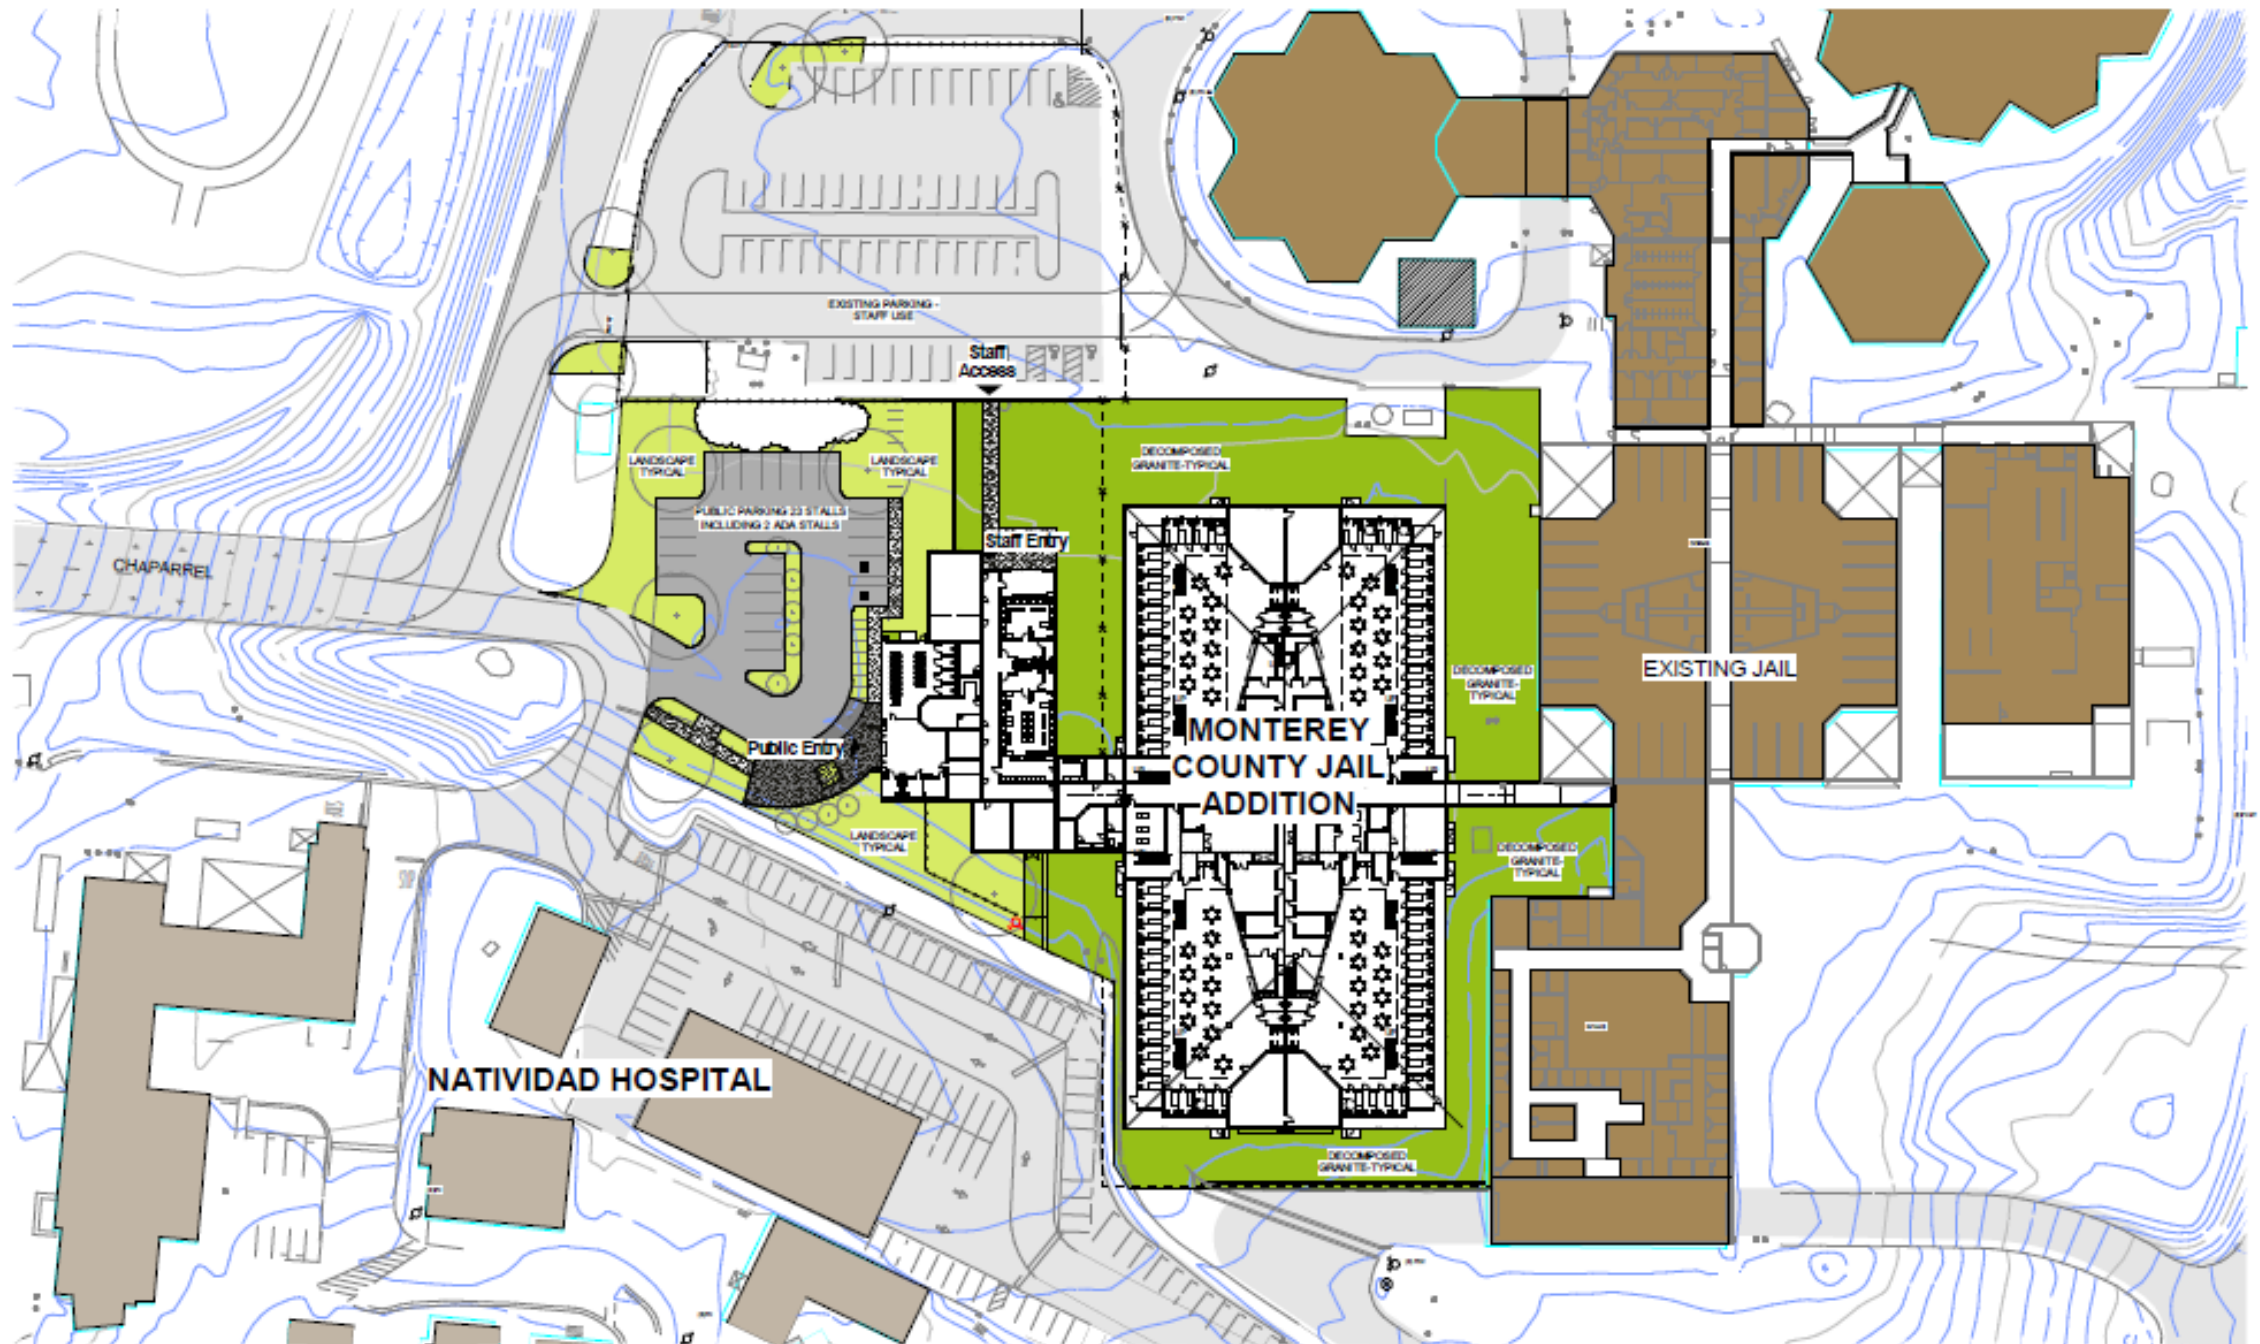 EXISTING PARKING -
STAFF USE
Staff
Access
LANDSCAPE
TYPICAL
LANDSCAPE
TYPICAL
DECOMPOSED
GRANITE-TYPICAL
PUBLIC PARKING 23 STALLS
INCLUDING 2 ADA STALLS
Staff Entry
CHAPARREL
EXISTING JAIL
DECOMPOSED
GRANITE-
TYPICAL
Public Entry
MONTEREY
COUNTY JAIL
ADDITION
LANDSCAPE
TYPICAL
DECOMPOSED
GRANITE-
TYPICAL
NATIVIDAD HOSPITAL
DECOMPOSED
GRANITE-TYPICAL